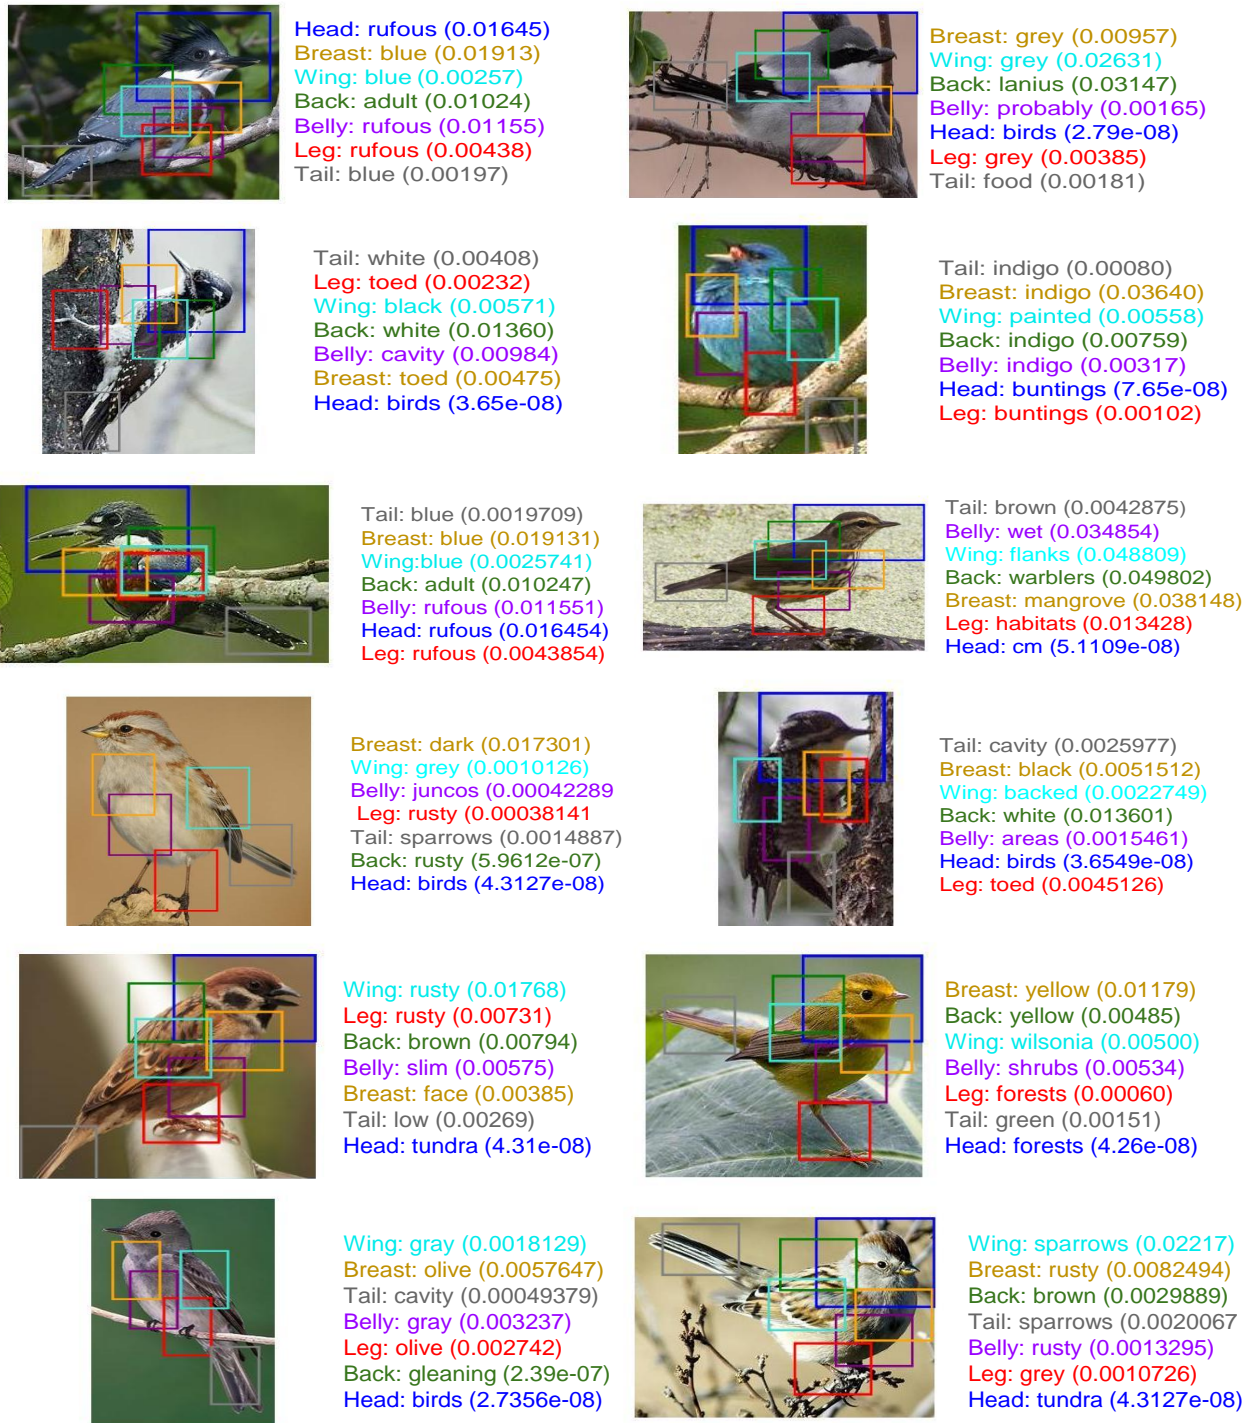 Head: rufous (0.01645)
Breast: blue (0.01913)
Wing: blue (0.00257)
Back: adult (0.01024)
Belly: rufous (0.01155)
Leg: rufous (0.00438)
Tail: blue (0.00197)
Breast: grey (0.00957)
Wing: grey (0.02631)
Back: lanius (0.03147)
Belly: probably (0.00165)
Head: birds (2.79e-08)
Leg: grey (0.00385)
Tail: food (0.00181)
Tail: white (0.00408)
Leg: toed (0.00232)
Wing: black (0.00571)
Back: white (0.01360)
Belly: cavity (0.00984)
Breast: toed (0.00475)
Head: birds (3.65e-08)
Tail: indigo (0.00080)
Breast: indigo (0.03640)
Wing: painted (0.00558)
Back: indigo (0.00759)
Belly: indigo (0.00317)
Head: buntings (7.65e-08)
Leg: buntings (0.00102)
Tail: blue (0.0019709)
Breast: blue (0.019131)
Wing:blue (0.0025741)
Back: adult (0.010247)
Belly: rufous (0.011551)
Head: rufous (0.016454)
Leg: rufous (0.0043854)
Tail: brown (0.0042875)
Belly: wet (0.034854)
Wing: flanks (0.048809)
Back: warblers (0.049802)
Breast: mangrove (0.038148)
Leg: habitats (0.013428)
Head: cm (5.1109e-08)
Breast: dark (0.017301)
Wing: grey (0.0010126)
Belly: juncos (0.00042289
Leg: rusty (0.00038141
Tail: sparrows (0.0014887)
Back: rusty (5.9612e-07)
Head: birds (4.3127e-08)
Tail: cavity (0.0025977)
Breast: black (0.0051512)
Wing: backed (0.0022749)
Back: white (0.013601)
Belly: areas (0.0015461)
Head: birds (3.6549e-08)
Leg: toed (0.0045126)
Wing: rusty (0.01768)
Leg: rusty (0.00731)
Back: brown (0.00794)
Belly: slim (0.00575)
Breast: face (0.00385)
Tail: low (0.00269)
Head: tundra (4.31e-08)
Breast: yellow (0.01179)
Back: yellow (0.00485)
Wing: wilsonia (0.00500)
Belly: shrubs (0.00534)
Leg: forests (0.00060)
Tail: green (0.00151)
Head: forests (4.26e-08)
Wing: gray (0.0018129)
Breast: olive (0.0057647)
Tail: cavity (0.00049379)
Belly: gray (0.003237)
Leg: olive (0.002742)
Back: gleaning (2.39e-07)
Head: birds (2.7356e-08)
Wing: sparrows (0.02217)
Breast: rusty (0.0082494)
Back: brown (0.0029889)
Tail: sparrows (0.0020067
Belly: rusty (0.0013295)
Leg: grey (0.0010726)
Head: tundra (4.3127e-08)